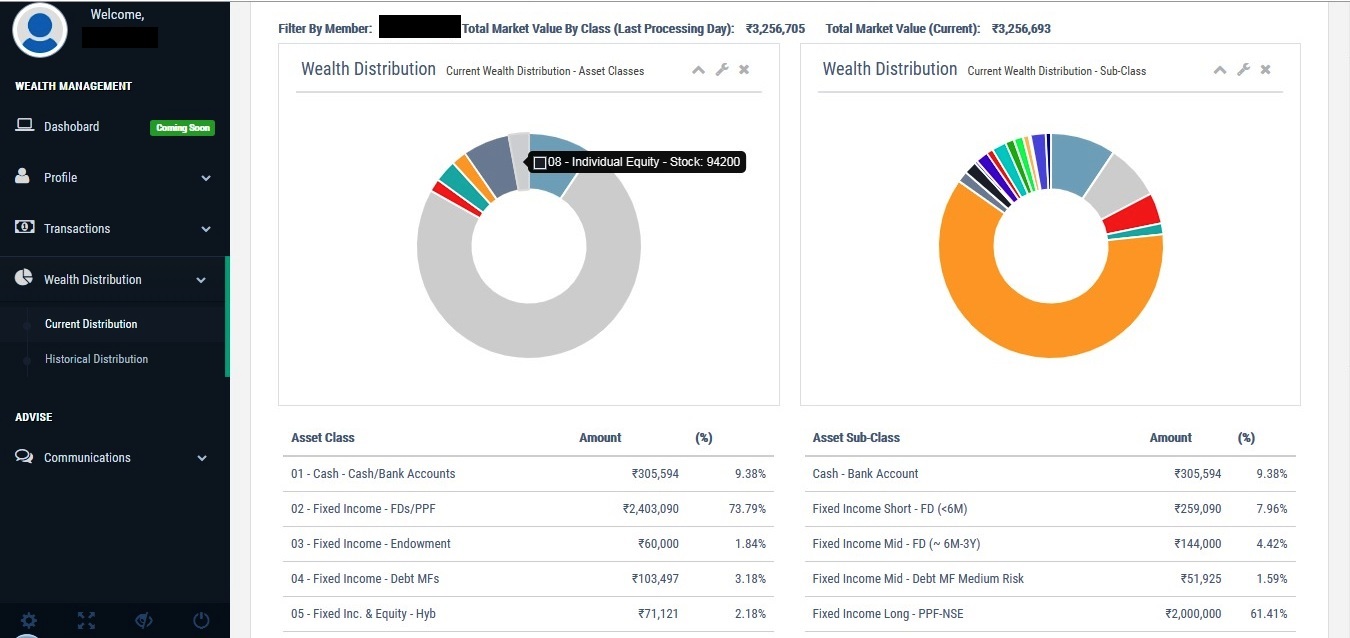 Welcome,
WEALTH MANAGEMENT
Dashobard Coming Soon
Profile
Transactions
Wealth Distribution
Current Distribution
Historical Distribution
ADVISE
Communications
Filter By Member: Total Market Value By Class (Last Processing Day): ₹3,256,705 Total Market Value (Current): ₹3,256,693
Wealth Distribution Current Wealth Distribution - Asset Classes
08 - Individual Equity - Stock: 94200
Asset Class Amount (%)
01 - Cash - Cash/Bank Accounts ₹305,594 9.38%
02 - Fixed Income - FDs/PPF ₹2,403,090 73.79%
03 - Fixed Income - Endowment ₹60,000 1.84%
04 - Fixed Income - Debt MFs ₹103,497 3.18%
05 - Fixed Inc. & Equity - Hyb ₹71,121 2.18%
Wealth Distribution Current Wealth Distribution - Sub-Class
Asset Sub-Class Amount (%)
Cash - Bank Account ₹305,594 9.38%
Fixed Income Short - FD (<6M) ₹259,090 7.96%
Fixed Income Mid - FD (~ 6M-3Y) ₹144,000 4.42%
Fixed Income Mid - Debt MF Medium Risk ₹51,925 1.59%
Fixed Income Long - PPF-NSE ₹2,000,000 61.41%